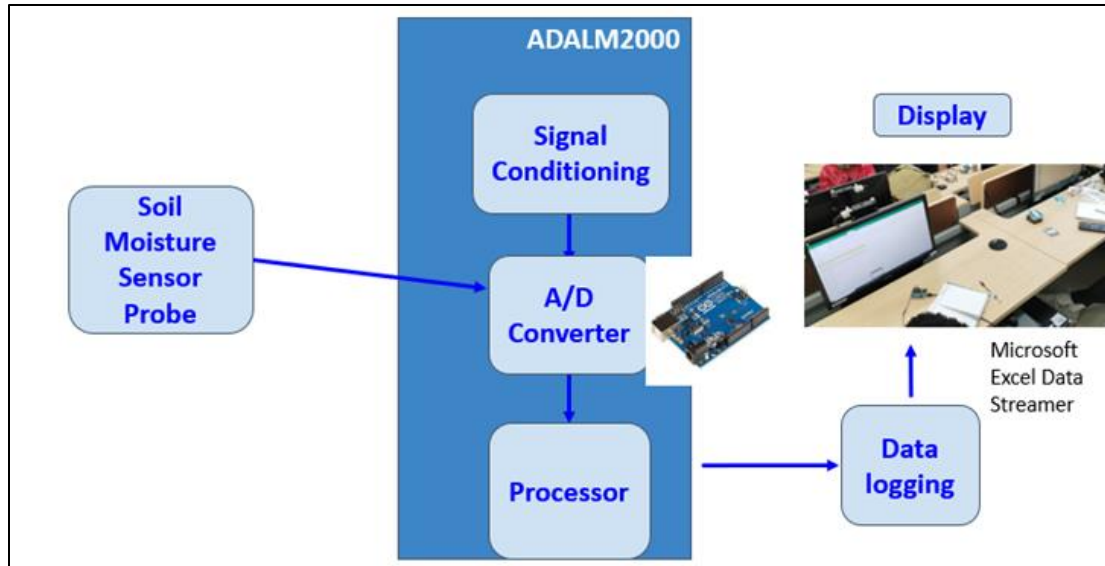 ADALM2000
Signal
Conditioning
Display
Soil
Moisture
Sensor
Probe
A/D
Converter
Microsoft
Excel Data
Streamer
Data
logging
Processor